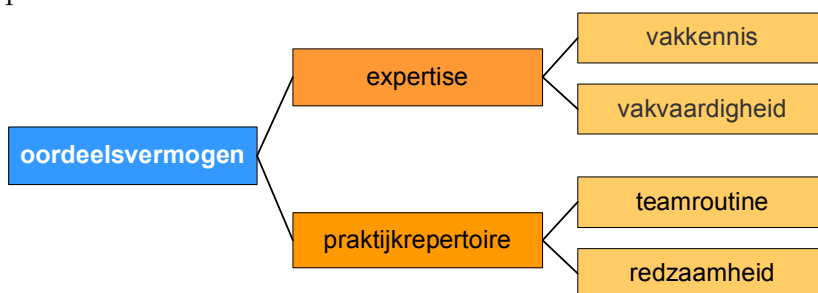 oordeelsvermogen
expertise
vakkennis
vakvaardigheid
praktijkrepertoire
teamroutine
redzaamheid